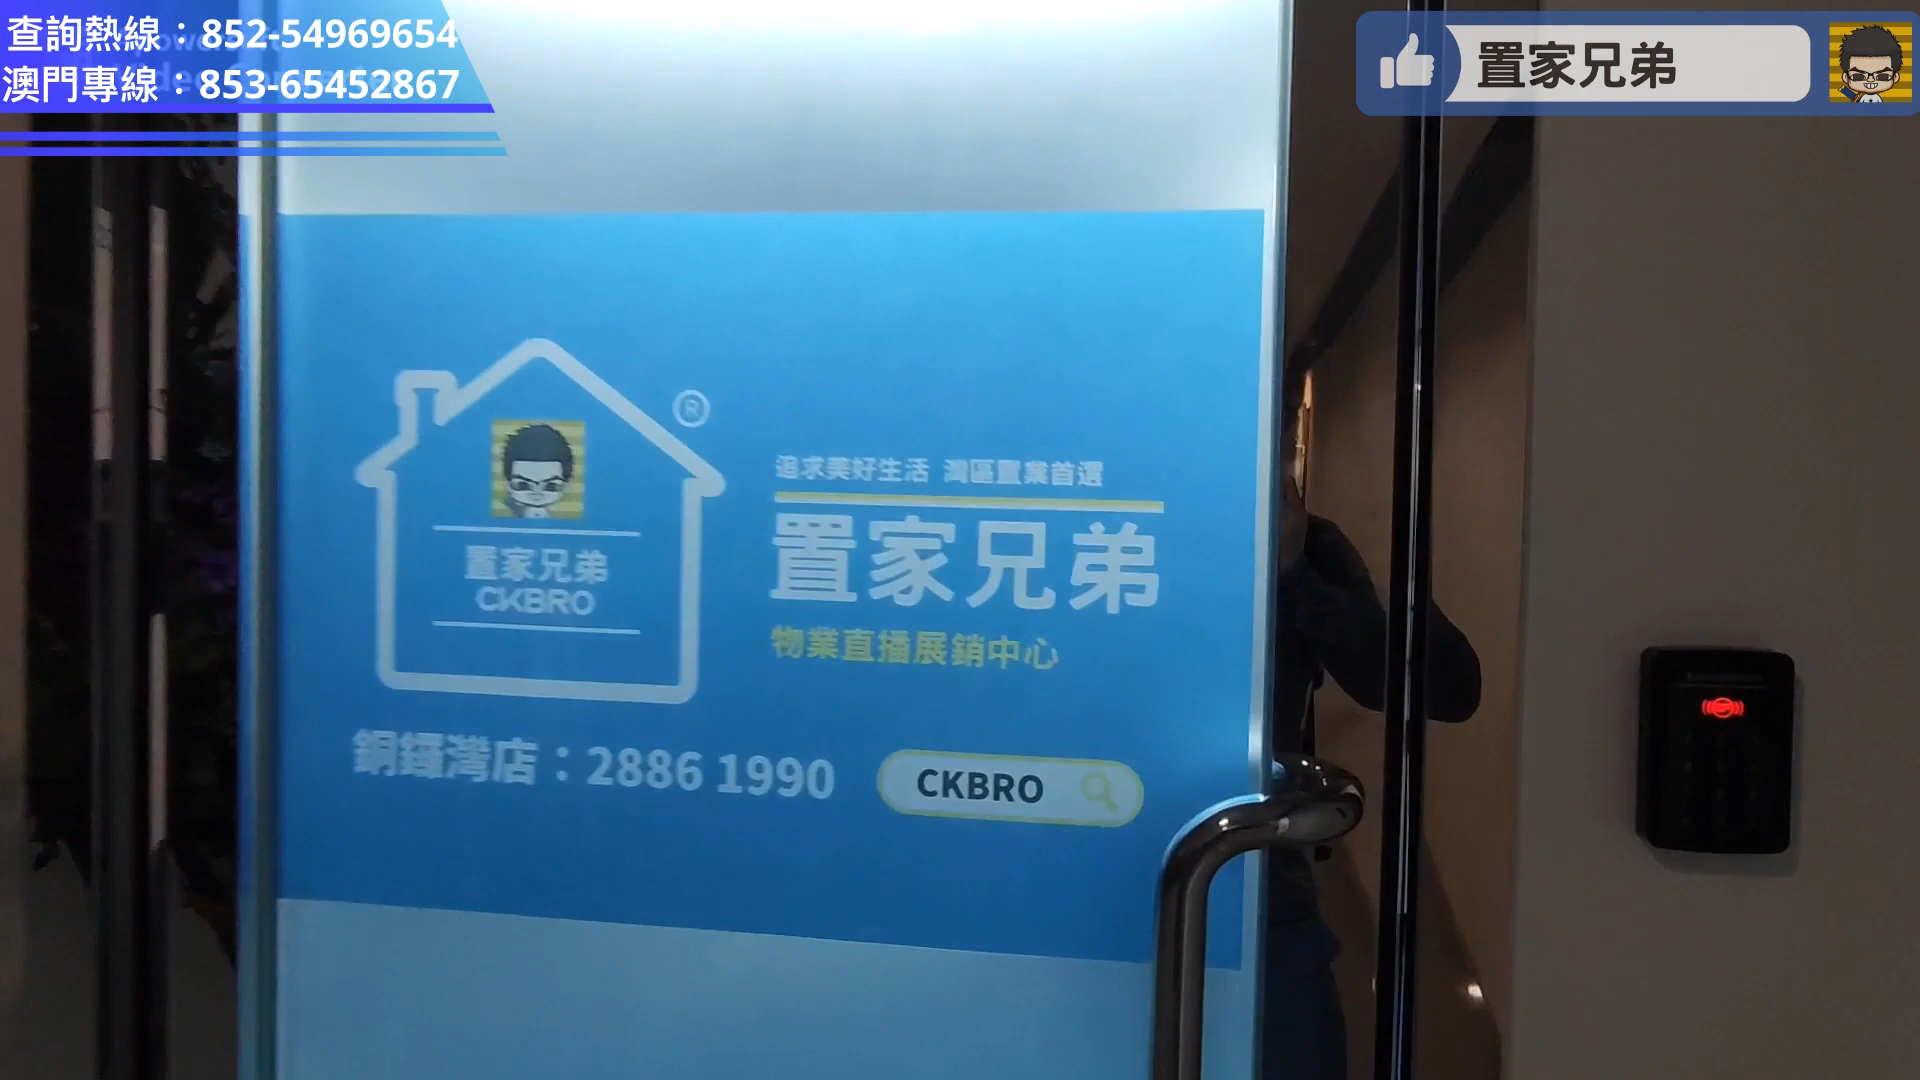 查詢熱線：852-54969654
澳門專線：853-65452867
置家兄弟
®
追求美好生活 灣區置業首選
置家兄弟
物業直播展銷中心
置家兄弟
CKBRO
銅鑼灣店：2886 1990
CKBRO